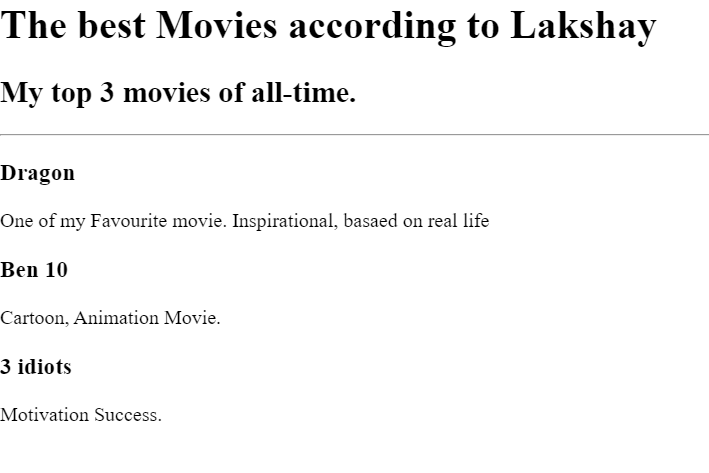 The best Movies according to Lakshay
My top 3 movies of all-time.
Dragon
One of my Favourite movie. Inspirational, basaed on real life
Ben 10
Cartoon, Animation Movie.
3 idiots
Motivation Success.